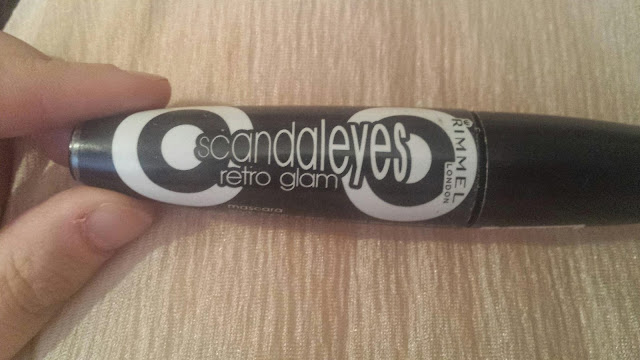 scandaleyes
retro glam
mascara
RIMMEL
LONDON